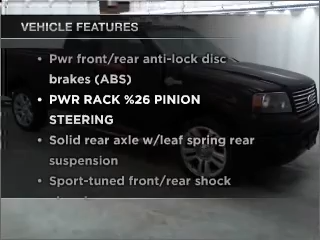 VEHICLE FEATURES
• Pwr front/rear anti-lock disc
brakes (ABS)
• PWR RACK %26 PINION
STEERING
• Solid rear axle w/leaf spring rear
suspension
• Sport-tuned front/rear shock